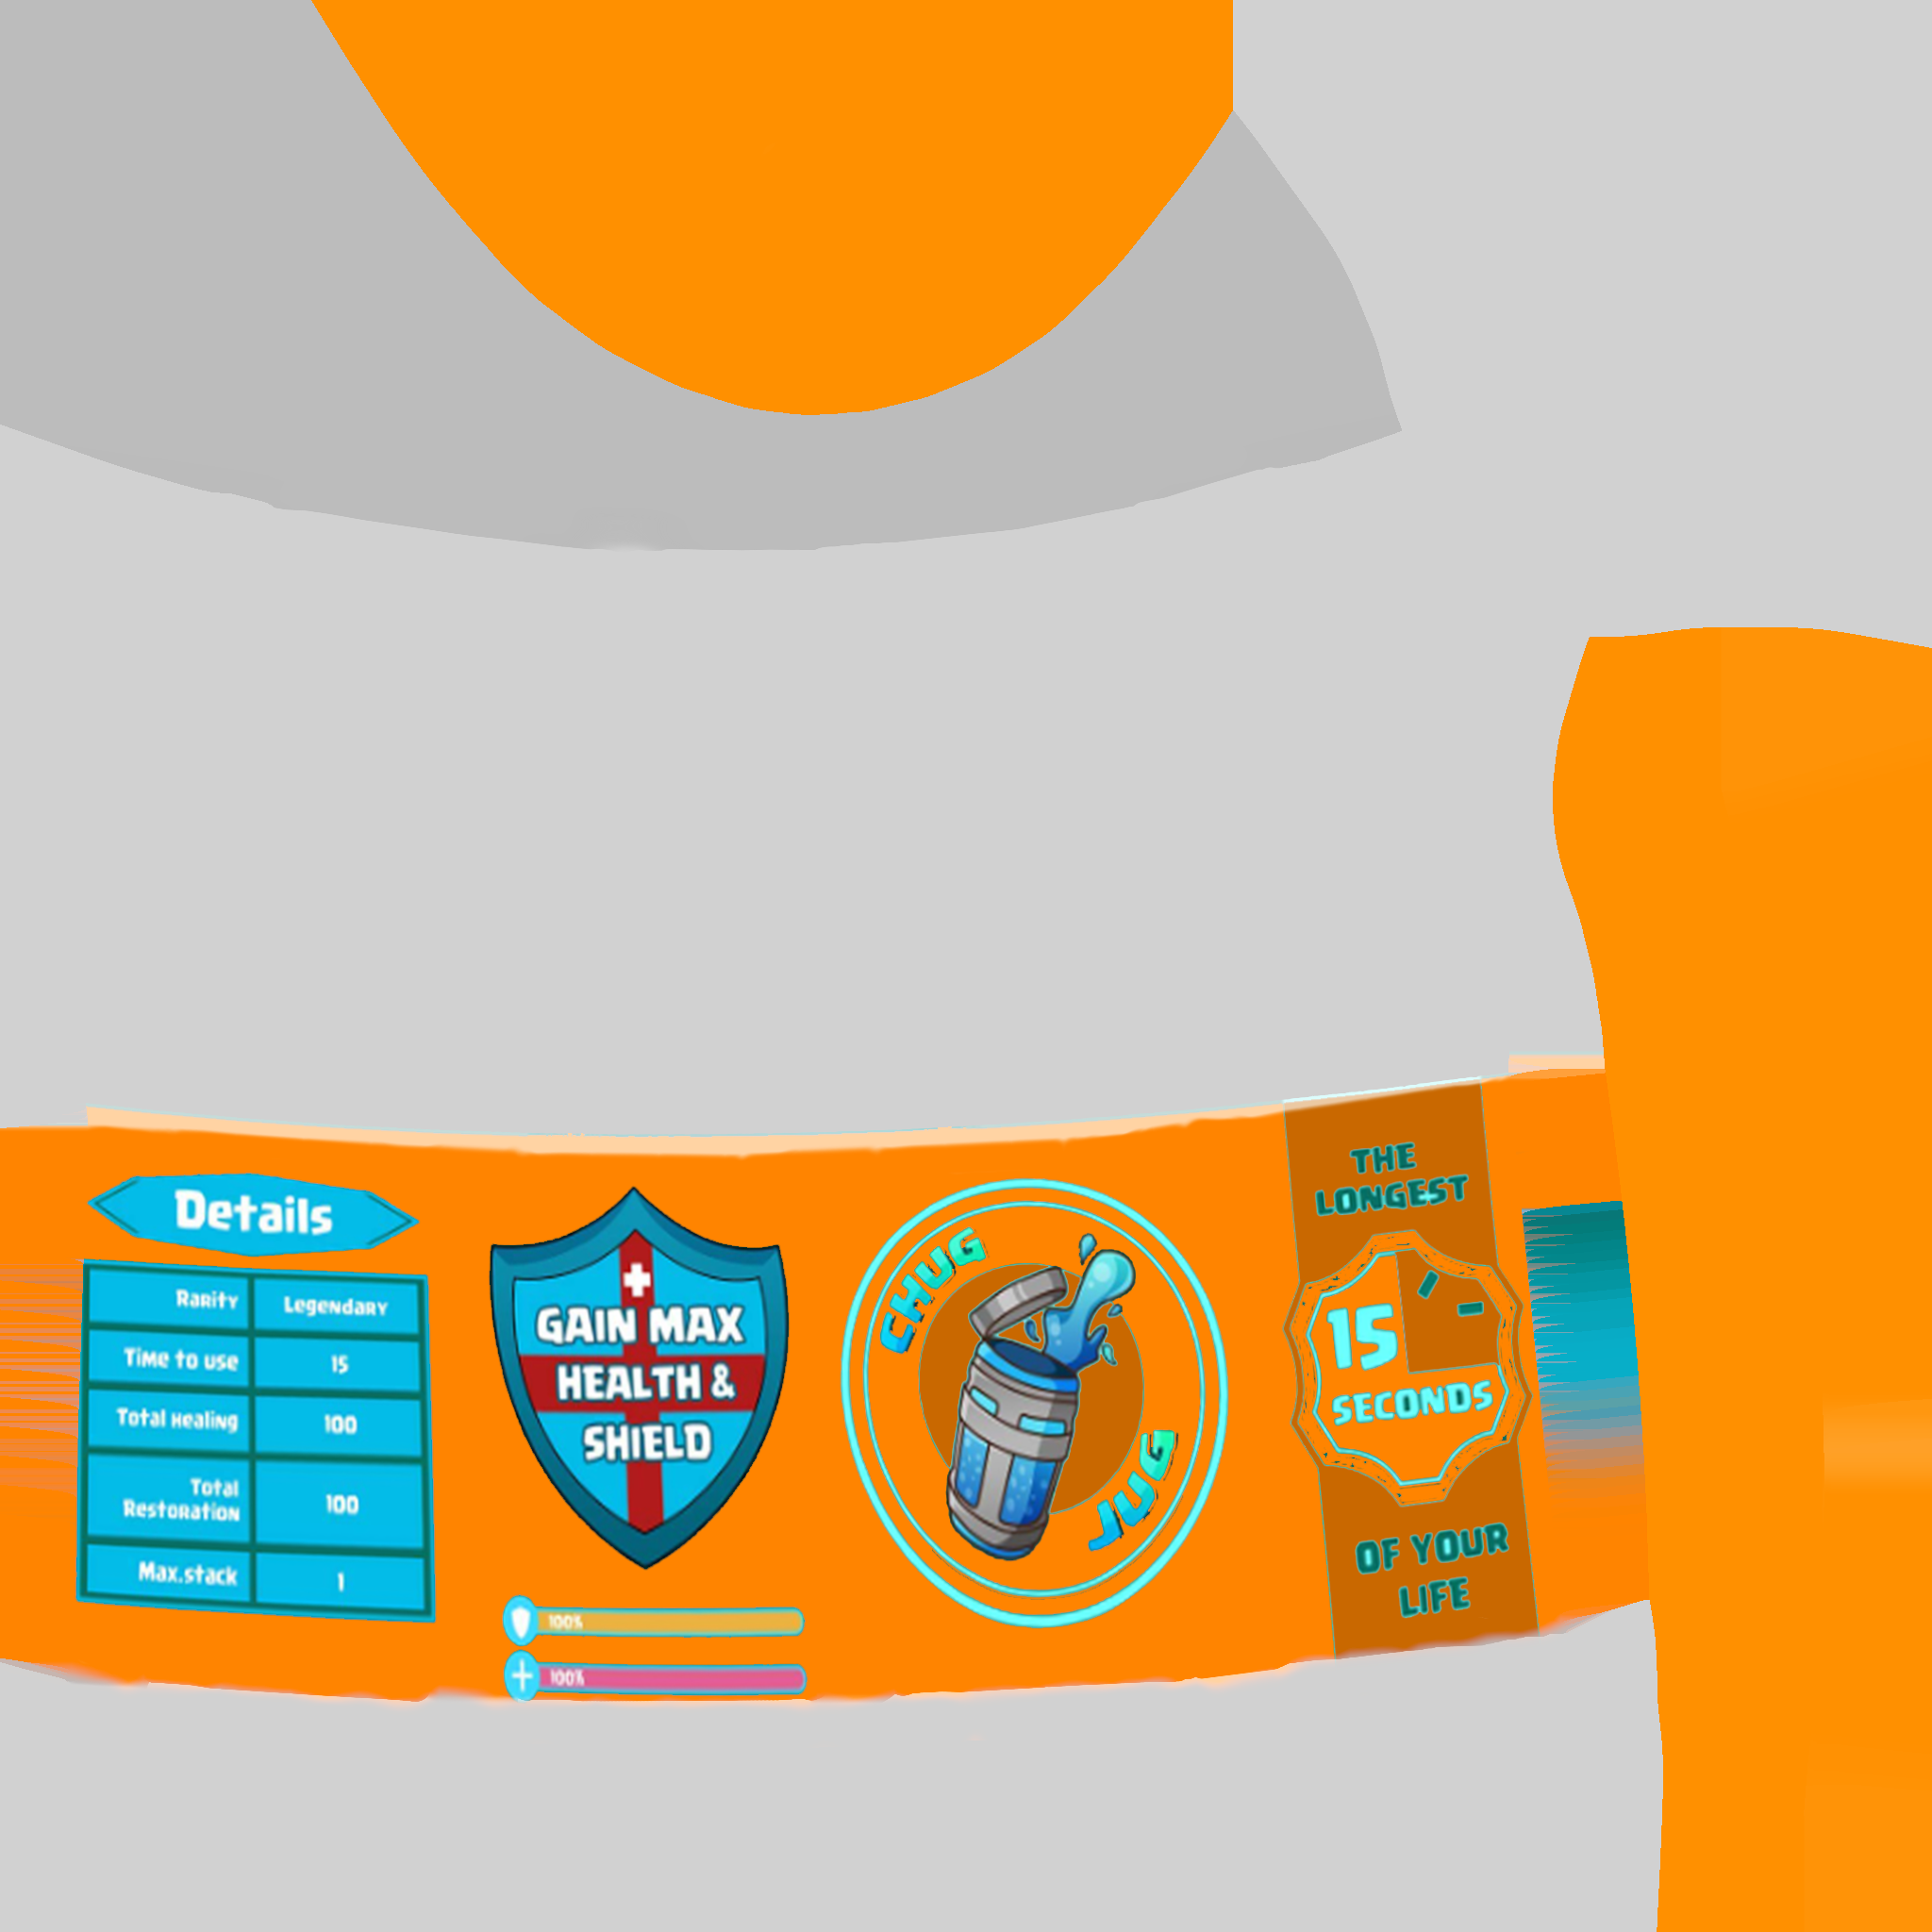 Details
Rarity Legendary
Time to use 15
Total Healing 100
Total
Restoration 100
Max.stack 1
GAIN MAX
HEALTH &
SHIELD
100%
100%
CHUG
JUG
THE
LONGEST
15
SECONDS
OF YOUR
LIFE